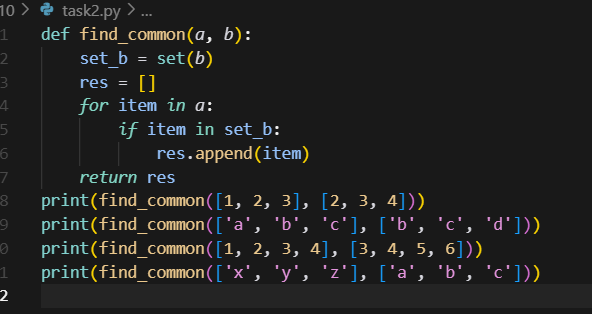 10 > task2.py > ...
1 def find_common(a, b):
2     set_b = set(b)
3     res = []
4     for item in a:
5         if item in set_b:
6             res.append(item)
7     return res
8 print(find_common([1, 2, 3], [2, 3, 4]))
9 print(find_common(['a', 'b', 'c'], ['b', 'c', 'd']))
0 print(find_common([1, 2, 3, 4], [3, 4, 5, 6]))
1 print(find_common(['x', 'y', 'z'], ['a', 'b', 'c']))
2